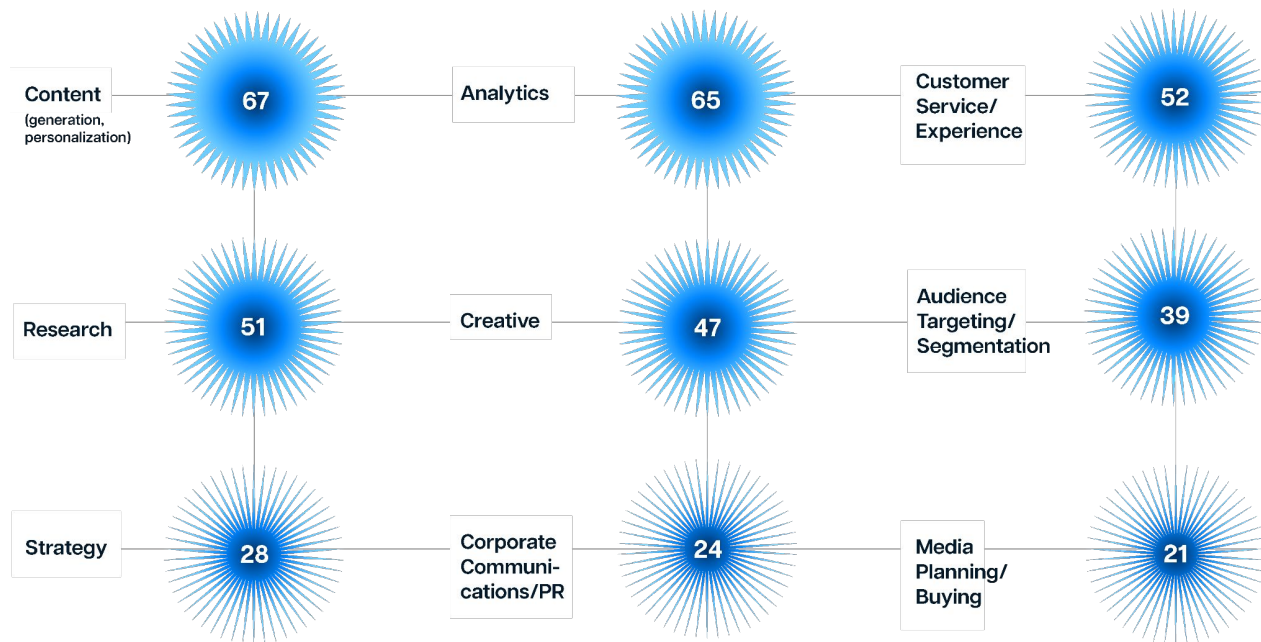 Content
(generation,
personalization)
67
Analytics
65
Customer
Service/
Experience
52
Research
51
Creative
47
Audience
Targeting/
Segmentation
39
Strategy
28
Corporate
Communi-
cations/PR
24
Media
Planning/
Buying
21